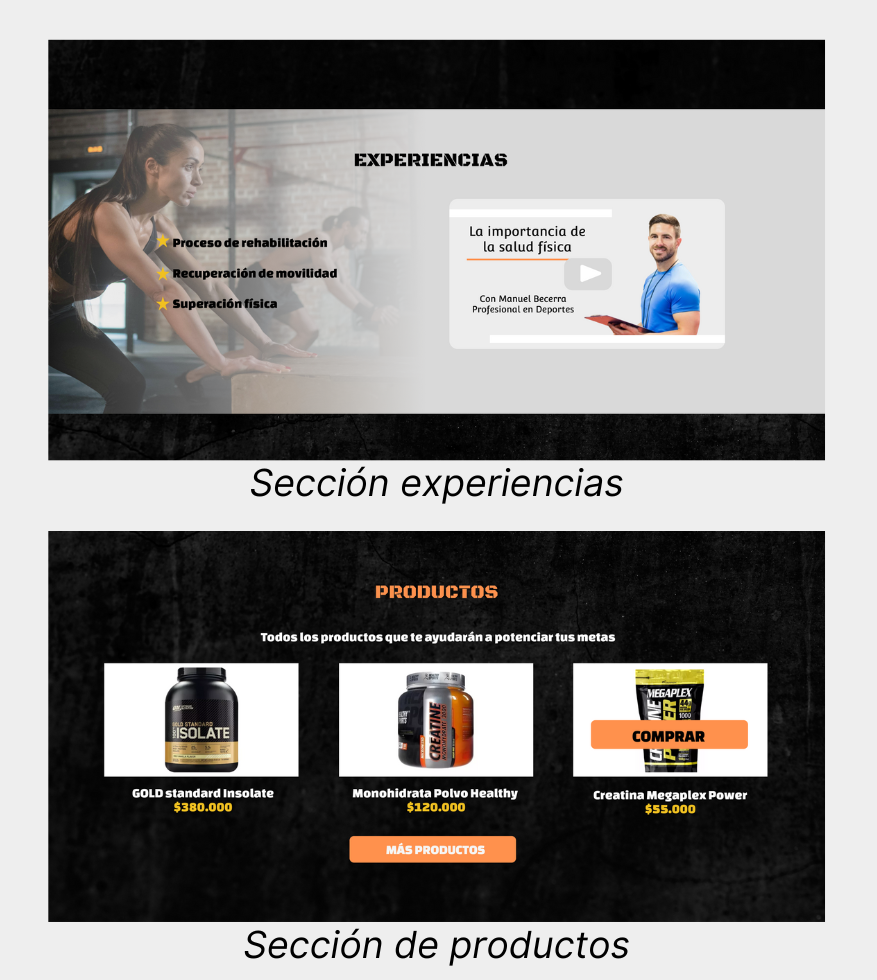 EXPERIENCIAS
Proceso de rehabilitación
Recuperación de movilidad
Superación física
La importancia de
la salud física
Con Manuel Becerra
Profesional en Deportes
Sección experiencias
PRODUCTOS
Todos los productos que te ayudarán a potenciar tus metas
GOLD STANDARD
ISOLATE
CREATINE
MONOHYDRATE
MEGAPLEX
COMPRAR
GOLD standard Insolate
$380.000
Monohidrata Polvo Healthy
$120.000
Creatina Megaplex Power
$55.000
MÁS PRODUCTOS
Sección de productos